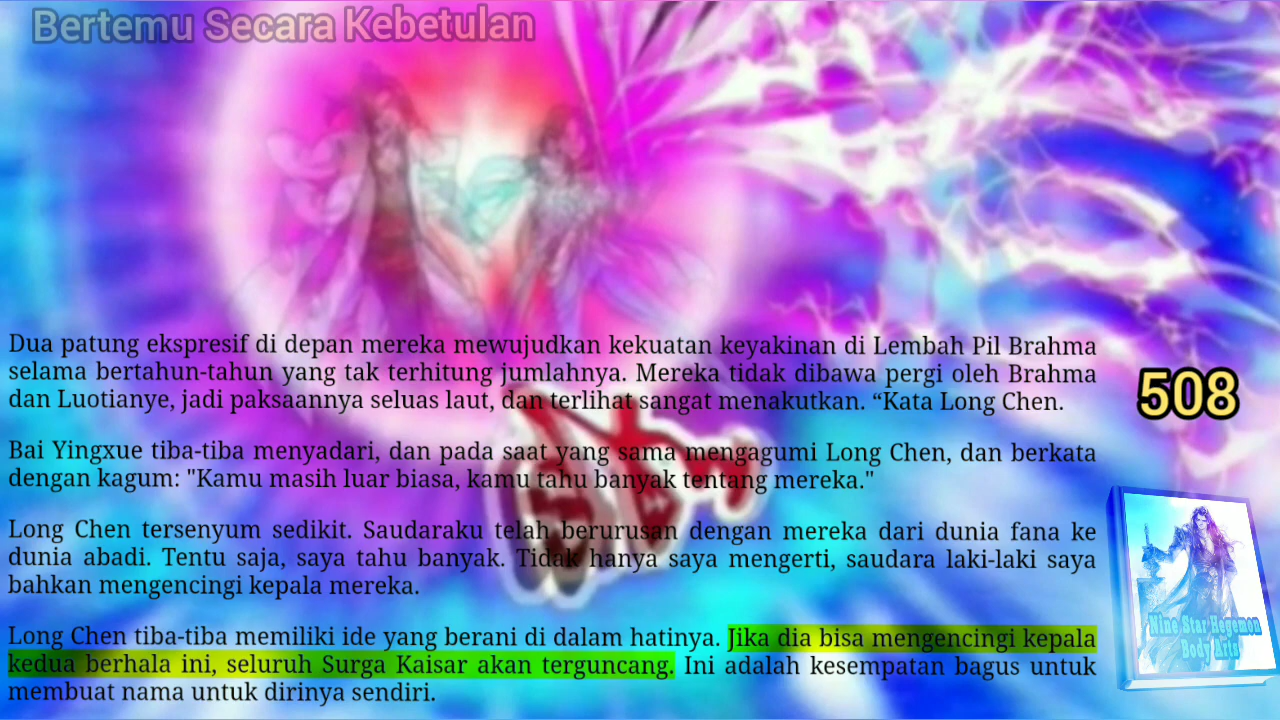 Bertemu Secara Kebetulan
Dua patung ekspresif di depan mereka mewujudkan kekuatan keyakinan di Lembah Pil Brahma
selama bertahun-tahun yang tak terhitung jumlahnya. Mereka tidak dibawa pergi oleh Brahma
dan Luotianye, jadi paksaannya seluas laut, dan terlihat sangat menakutkan. “Kata Long Chen.
508
Bai Yingxue tiba-tiba menyadari, dan pada saat yang sama mengagumi Long Chen, dan berkata
dengan kagum: "Kamu masih luar biasa, kamu tahu banyak tentang mereka."
Long Chen tersenyum sedikit. Saudaraku telah berurusan dengan mereka dari dunia fana ke
dunia abadi. Tentu saja, saya tahu banyak. Tidak hanya saya mengerti, saudara laki-laki saya
bahkan mengencingi kepala mereka.
Long Chen tiba-tiba memiliki ide yang berani di dalam hatinya. Jika dia bisa mengencingi kepala
kedua berhala ini, seluruh Surga Kaisar akan terguncang. Ini adalah kesempatan bagus untuk
membuat nama untuk dirinya sendiri.
Nine Star Hegemon
Body Arts